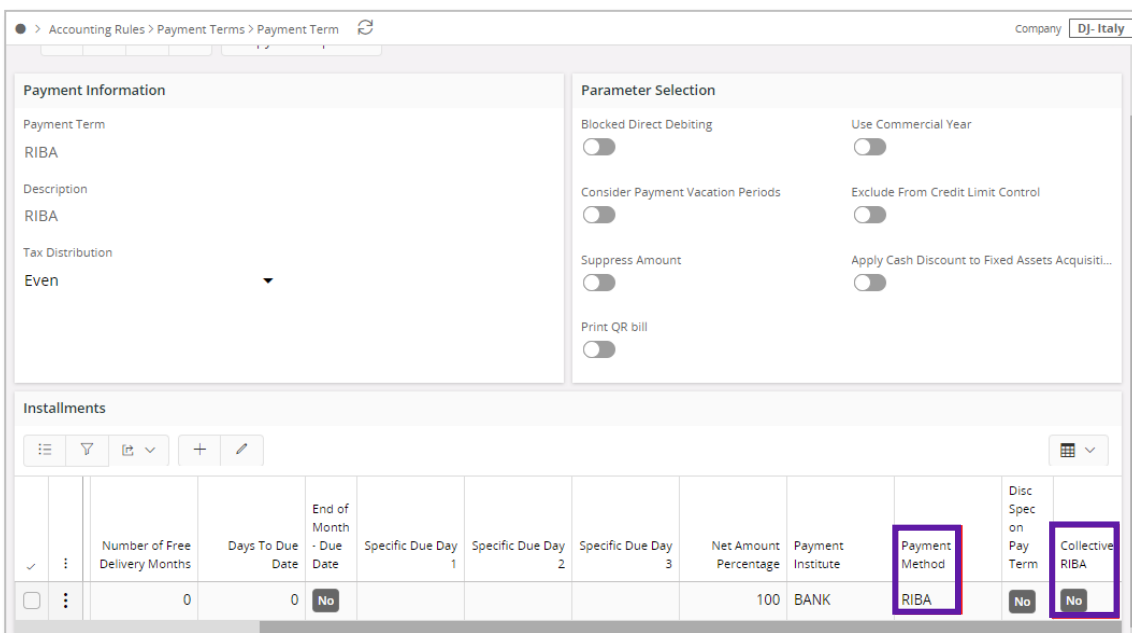 > Accounting Rules > Payment Terms > Payment Term
Company DJ- Italy
Payment Information
Parameter Selection
Payment Term
Blocked Direct Debiting
Use Commercial Year
RIBA
Description
Consider Payment Vacation Periods
Exclude From Credit Limit Control
RIBA
Tax Distribution
Suppress Amount
Apply Cash Discount to Fixed Assets Acquisiti...
Even
Print QR bill
Installments
Number of Free Delivery Months
Days To Due Date
End of Month - Due Date
Specific Due Day 1
Specific Due Day 2
Specific Due Day 3
Net Amount Percentage
Payment Institute
Payment Method
Disc Spec on Pay Term
Collective RIBA
0 0 No 100 BANK RIBA No No